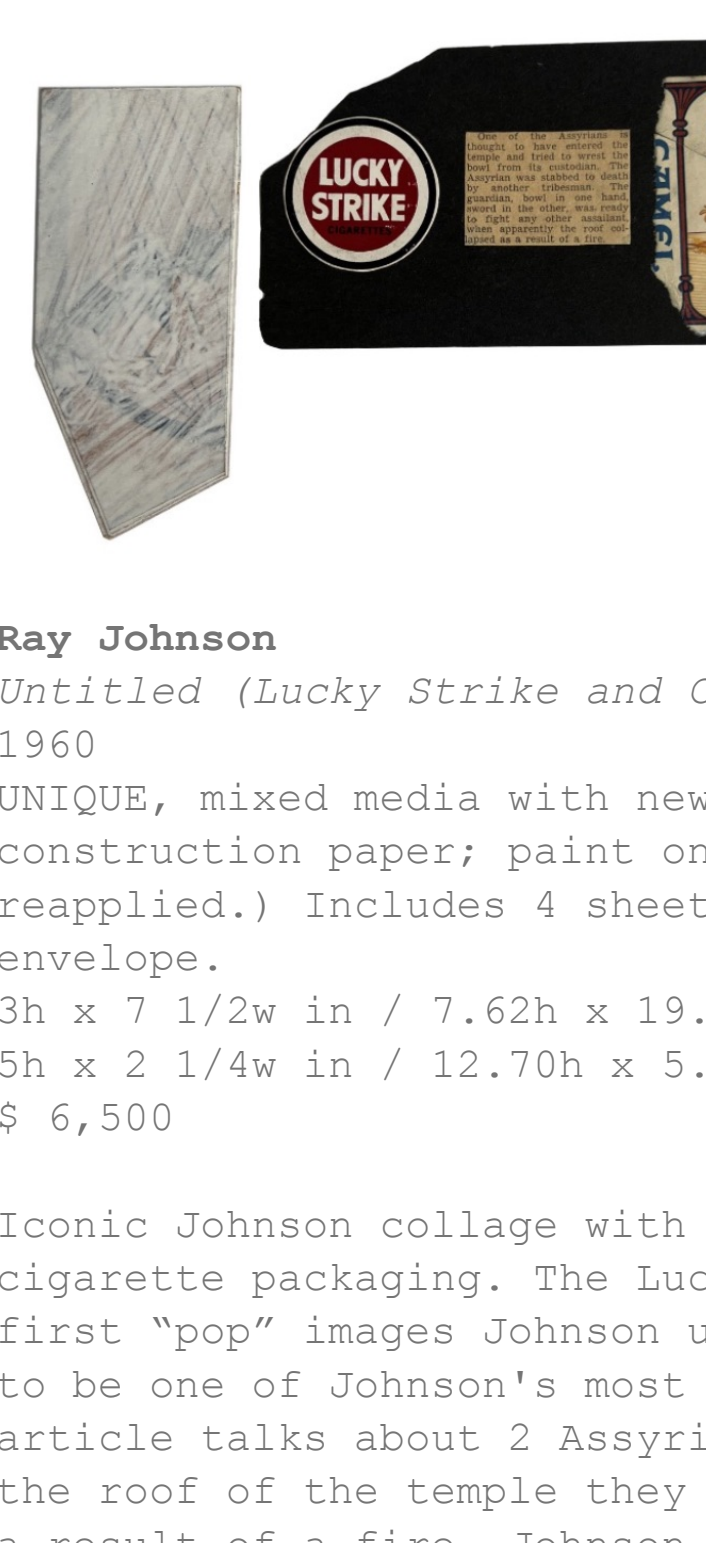 LUCKY
STRIKE
CIGARETTES
One of the Assyrians is
thought to have entered the
temple and tried to wrest the
bowl from its custodian. The
Assyrian was stabbed to death
by another tribesman. The
guardian, bowl in one hand,
sword in the other, was ready
to fight any other assailant,
when apparently the roof col-
lapsed as a result of a fire.
CAMEL
Ray Johnson
Untitled (Lucky Strike and C
1960
UNIQUE, mixed media with new
construction paper; paint on
reapplied.) Includes 4 sheet
envelope.
3h x 7 1/2w in / 7.62h x 19.
5h x 2 1/4w in / 12.70h x 5.
$ 6,500
Iconic Johnson collage with
cigarette packaging. The Luc
first “pop” images Johnson u
to be one of Johnson's most
article talks about 2 Assyri
the roof of the temple they
a result of a fire. Johnson